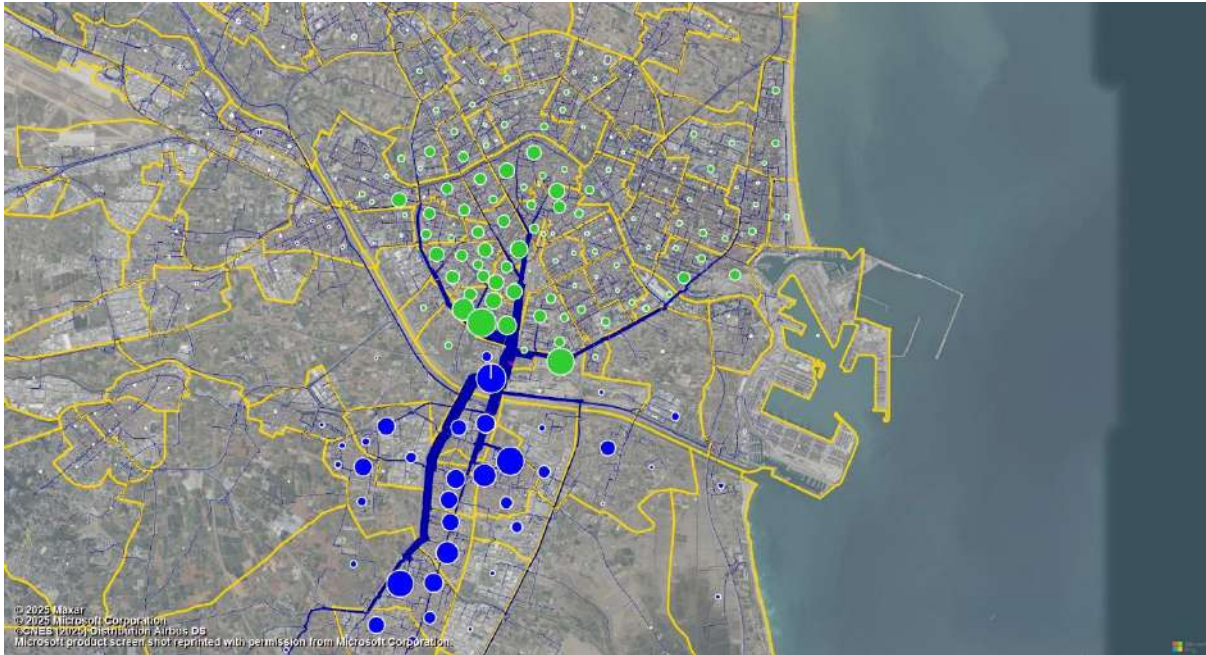 © 2025 Maxar
© 2025 Microsoft Corporation
©CNES (2025) Distribution Airbus DS
Microsoft product screen shot reprinted with permission from Microsoft Corporation.